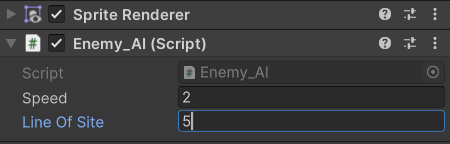 Sprite Renderer
Enemy_AI (Script)
Script Enemy_AI
Speed 2
Line Of Site 5